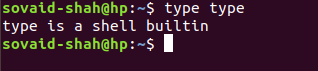 sovaid-shah@hp:~$ type type
type is a shell builtin
sovaid-shah@hp:~$